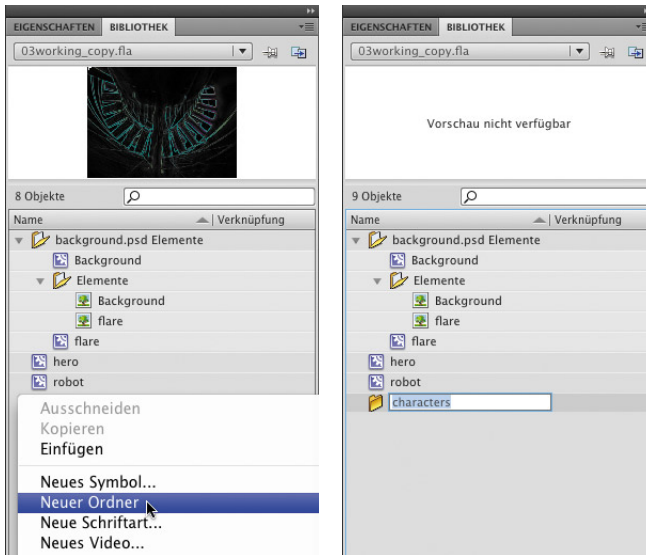 EIGENSCHAFTEN BIBLIOTHEK
03working_copy.fla
8 Objekte
Name Verknüpfung
background.psd Elemente
Background
Elemente
Background
flare
flare
hero
robot
Ausschneiden
Kopieren
Einfügen
Neues Symbol...
Neuer Ordner
Neue Schriftart...
Neues Video...
EIGENSCHAFTEN BIBLIOTHEK
03working_copy.fla
Vorschau nicht verfügbar
9 Objekte
Name Verknüpfung
background.psd Elemente
Background
Elemente
Background
flare
flare
hero
robot
characters